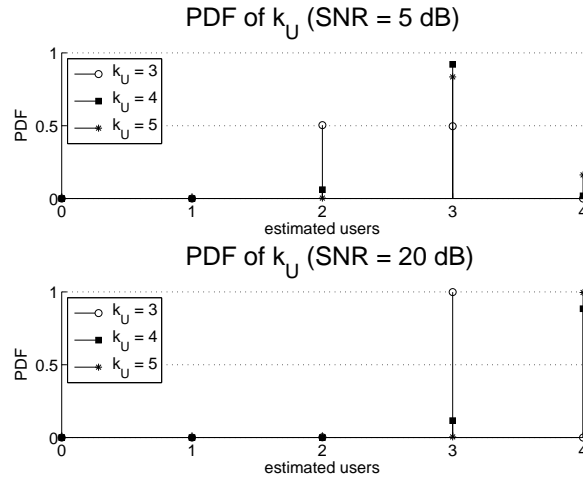 PDF of k_U (SNR = 5 dB)
1
k_U = 3
k_U = 4
k_U = 5
0.5
PDF
0
0 1 2 3 4
estimated users
PDF of k_U (SNR = 20 dB)
1
k_U = 3
k_U = 4
k_U = 5
0.5
PDF
0
0 1 2 3 4
estimated users